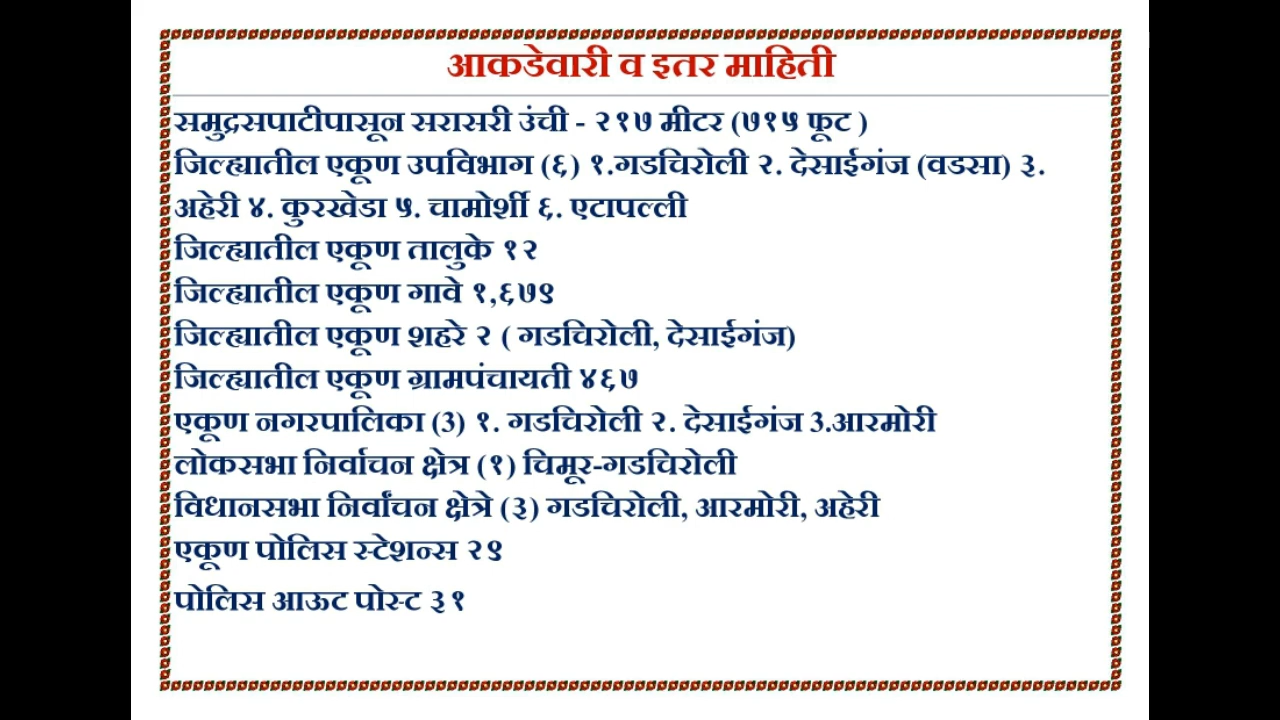 आकडेवारी व इतर माहिती
समुद्रसपाटीपासून सरासरी उंची - २१७ मीटर (७१५ फूट )
जिल्ह्यातील एकूण उपविभाग (६) १.गडचिरोली २. देसाईगंज (वडसा) ३.
अहेरी ४. कुरखेडा ५. चामोर्शी ६. एटापल्ली
जिल्ह्यातील एकूण तालुके १२
जिल्ह्यातील एकूण गावे १,६७९
जिल्ह्यातील एकूण शहरे २ ( गडचिरोली, देसाईगंज)
जिल्ह्यातील एकूण ग्रामपंचायती ४६७
एकूण नगरपालिका (3) १. गडचिरोली २. देसाईगंज 3.आरमोरी
लोकसभा निर्वाचन क्षेत्र (१) चिमूर-गडचिरोली
विधानसभा निर्वांचन क्षेत्रे (३) गडचिरोली, आरमोरी, अहेरी
एकूण पोलिस स्टेशन्स २९
पोलिस आऊट पोस्ट ३१